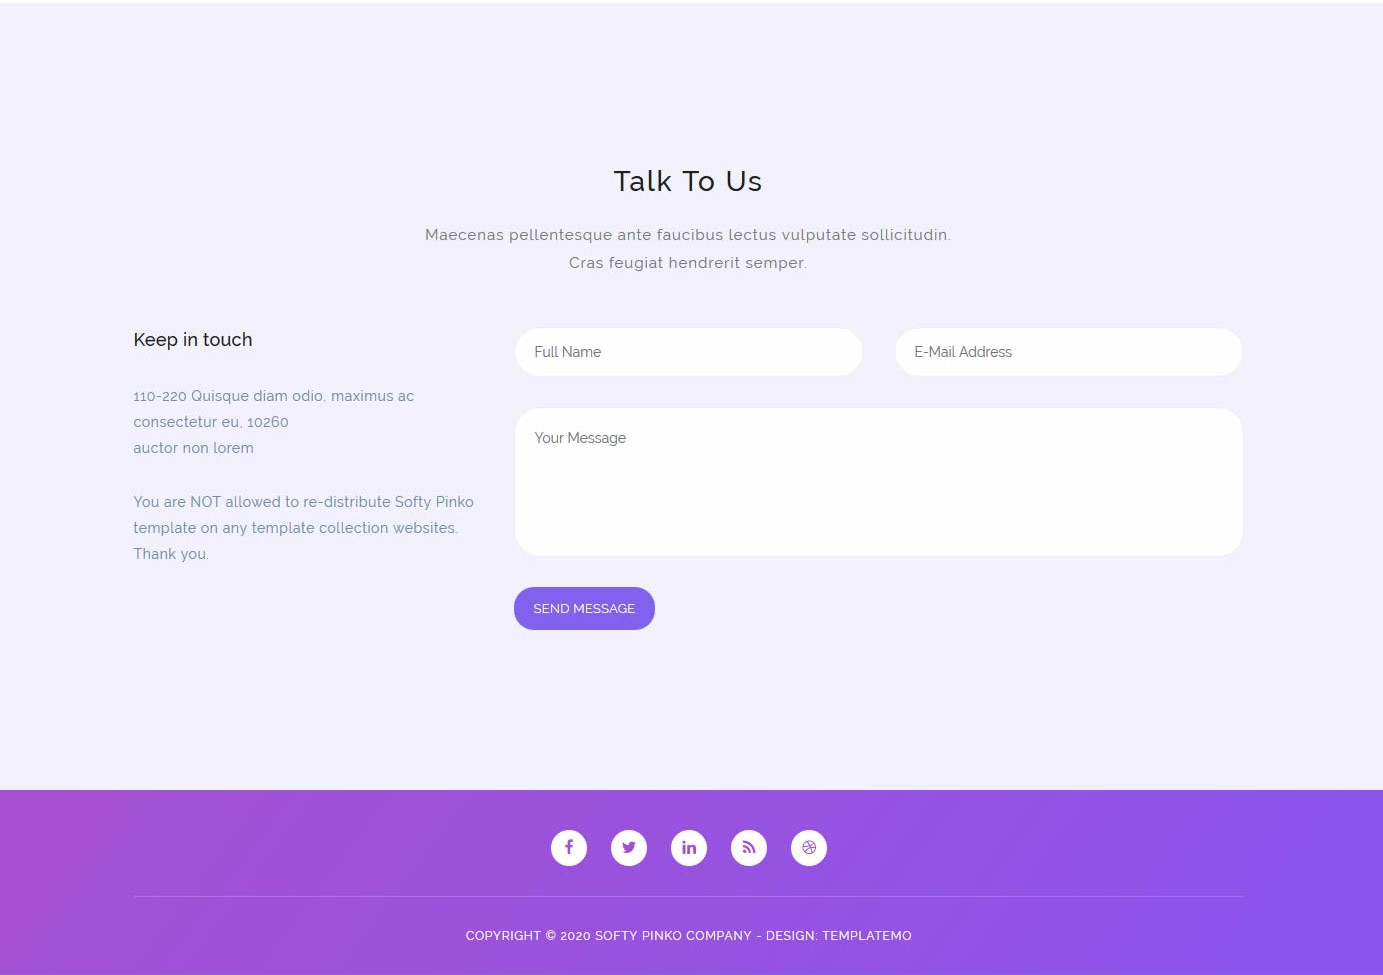 Talk To Us
Maecenas pellentesque ante faucibus lectus vulputate sollicitudin.
Cras feugiat hendrerit semper.
Keep in touch
110-220 Quisque diam odio, maximus ac
consectetur eu, 10260
auctor non lorem
You are NOT allowed to re-distribute Softy Pinko
template on any template collection websites.
Thank you.
Full Name
E-Mail Address
Your Message
SEND MESSAGE
COPYRIGHT © 2020 SOFTY PINKO COMPANY - DESIGN: TEMPLATEMO